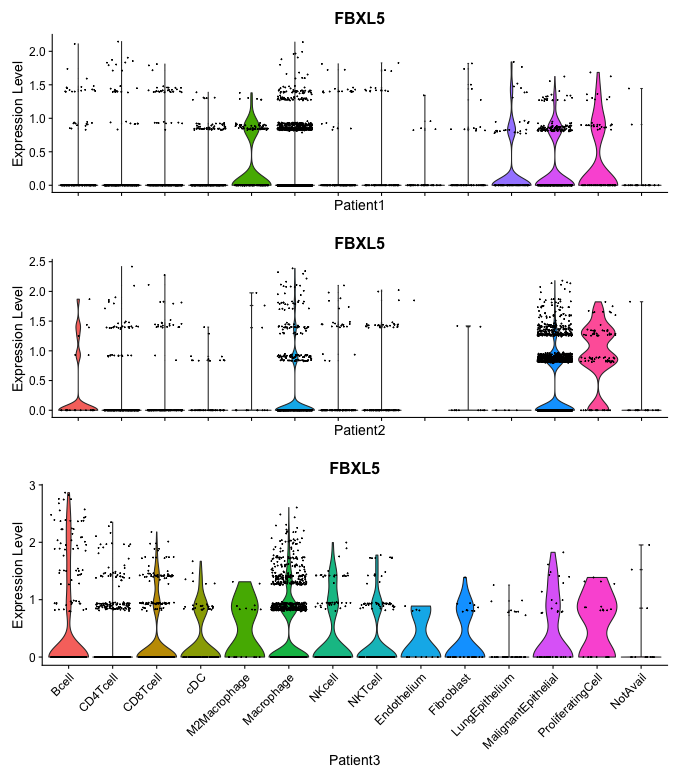 FBXL5
Expression Level
2.0
1.5
1.0
0.5
0.0
Patient1
FBXL5
Expression Level
2.5
2.0
1.5
1.0
0.5
0.0
Patient2
FBXL5
Expression Level
3
2
1
0
Bcell
CD4Tcell
CD8Tcell
cDC
M2Macrophage
Macrophage
NKcell
NKTcell
Endothelium
Fibroblast
LungEpithelium
MalignantEpithelial
ProliferatingCell
NotAvail
Patient3